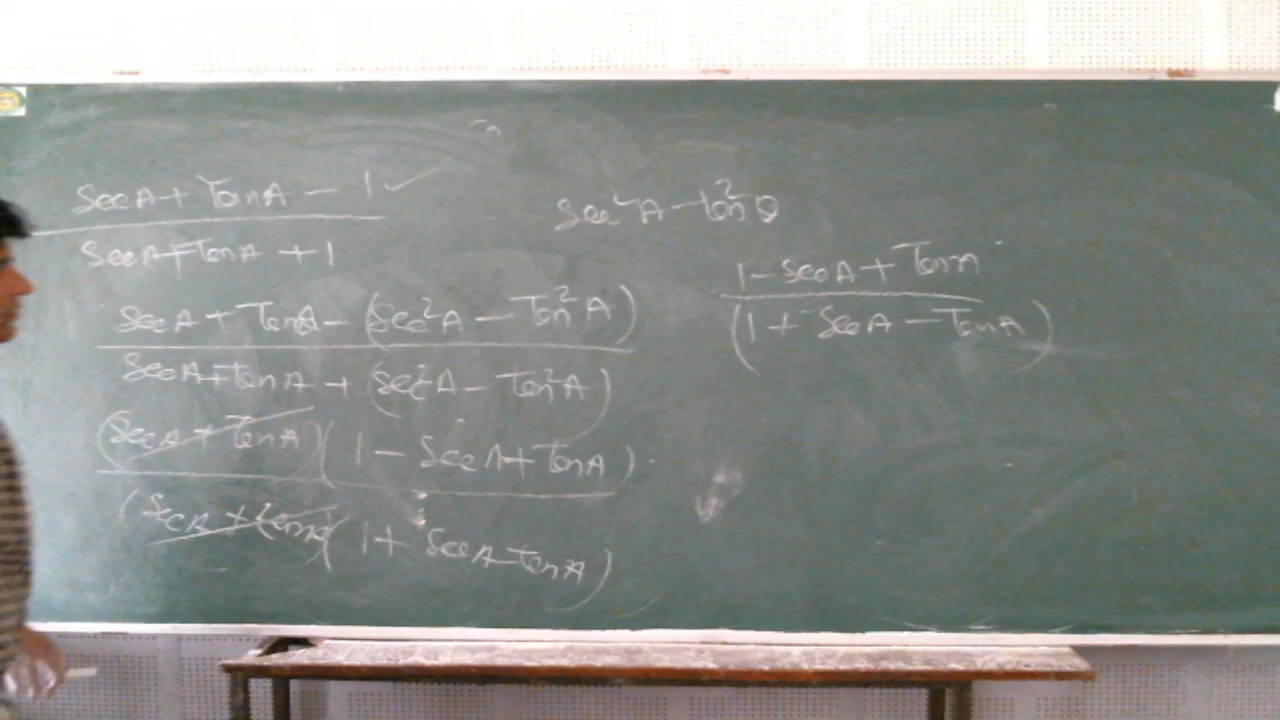 SecA + TanA - 1 ✓
SecA + TanA + 1
SecA + TanA - (Sec²A - Tan²A)
SecA + tanA + (Sec²A - Tan²A)
(SecA + TanA)(1 - SecA + TanA)
(SecA + tanA)(1 + SecA - tanA)
Sec²A - tan²θ
1 - SecA + TanA
(1 + SecA - TanA)